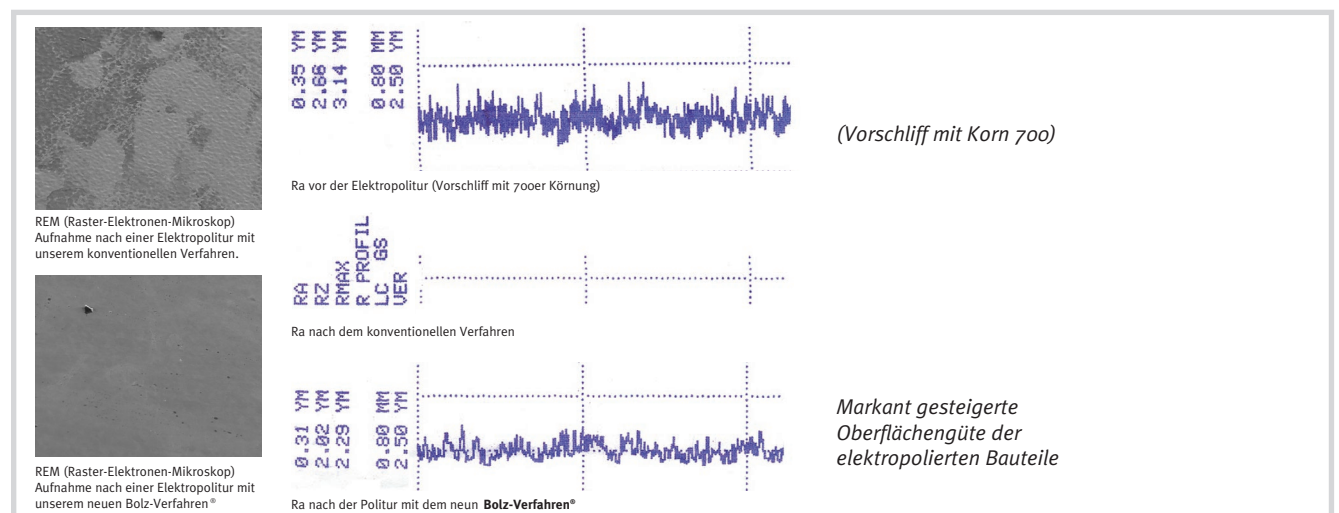 0.35 YM
2.66 YM
3.14 YM
0.80 MM
2.50 YM
(Vorschliff mit Korn 700)
Ra vor der Elektropolitur (Vorschliff mit 700er Körnung)
REM (Raster-Elektronen-Mikroskop)
Aufnahme nach einer Elektropolitur mit
unserem konventionellen Verfahren.
RA
RZ
RMAX
R PROFIL
LC GS
VER
Ra nach dem konventionellen Verfahren
0.31 YM
2.02 YM
2.29 YM
0.80 MM
2.50 YM
Markant gesteigerte
Oberflächengüte der
elektropolierten Bauteile
REM (Raster-Elektronen-Mikroskop)
Aufnahme nach einer Elektropolitur mit
unserem neuen Bolz-Verfahren®
Ra nach der Politur mit dem neun Bolz-Verfahren®